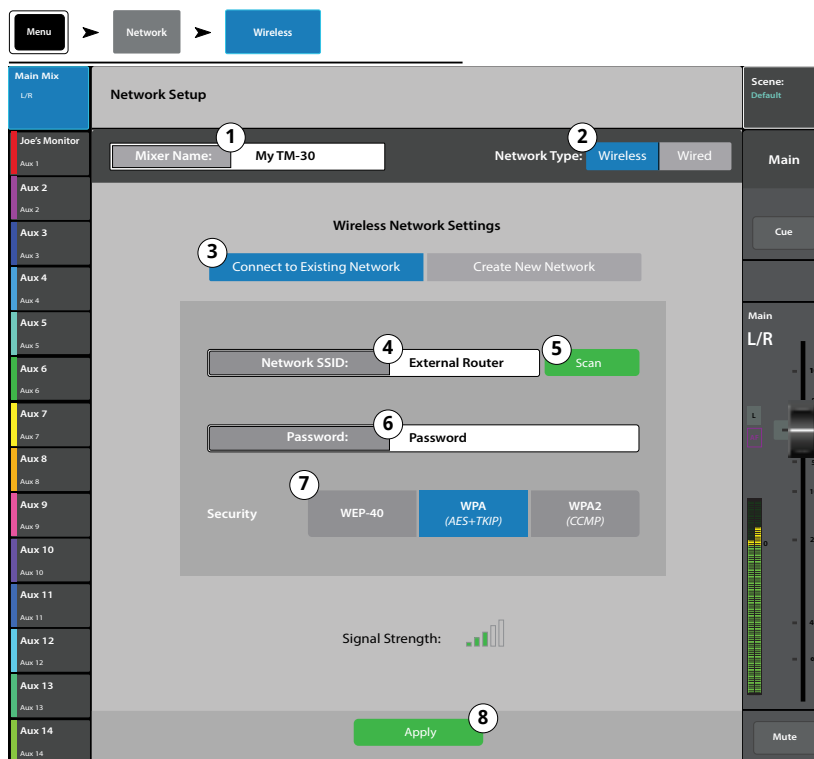 Menu
Network
Wireless
Main Mix
L/R
Network Setup
Scene:
Default
Joe's Monitor
Aux 1
1
Mixer Name:
My TM-30
2
Network Type:
Wireless
Wired
Main
Aux 2
Aux 2
Aux 3
Aux 3
Wireless Network Settings
Cue
3
Connect to Existing Network
Create New Network
Aux 4
Aux 4
Aux 5
Aux 5
Main
L/R
4
Network SSID:
External Router
5
Scan
Aux 6
Aux 6
Aux 7
Aux 7
6
Password:
Password
L
Aux 8
Aux 8
7
Security
WEP-40
WPA
(AES+TKIP)
WPA2
(CCMP)
Aux 9
Aux 9
Aux 10
Aux 10
0
Aux 11
Aux 11
Aux 12
Aux 12
Signal Strength:
Aux 13
Aux 13
Aux 14
Aux 14
8
Apply
Mute